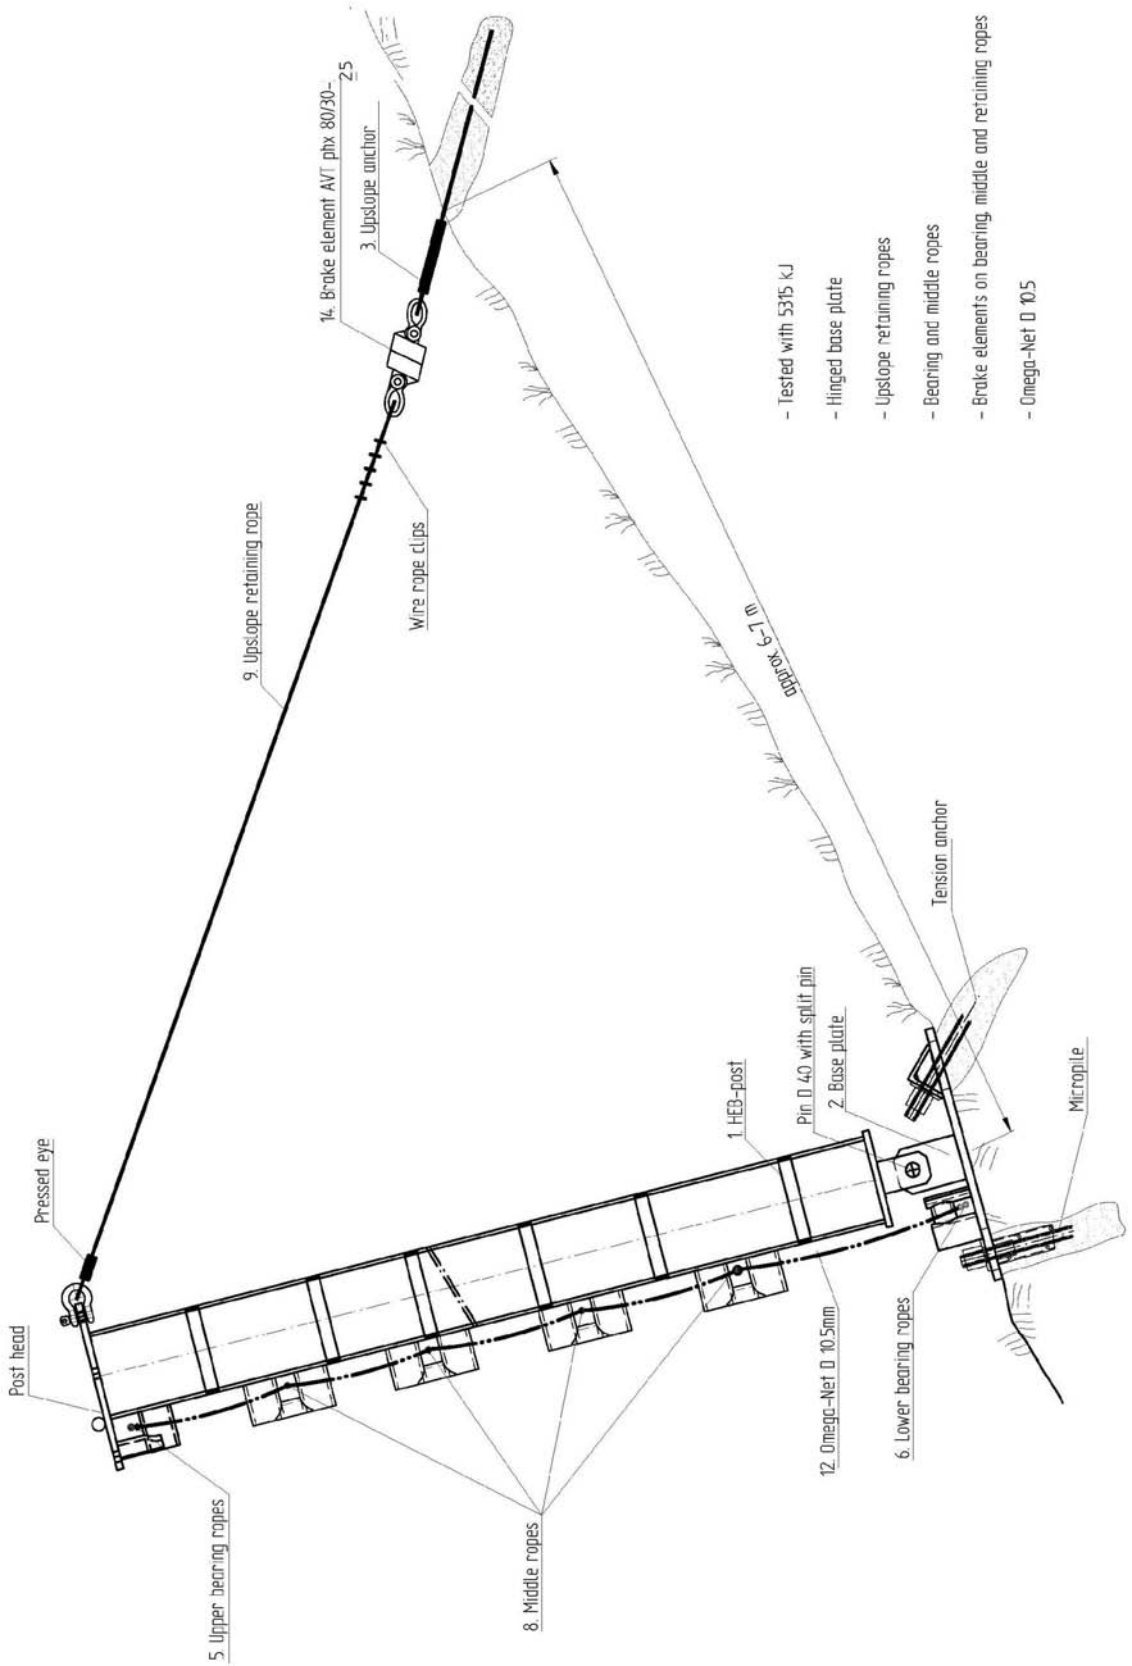 Post head
Pressed eye
5. Upper bearing ropes
9. Upslope retaining rope
14. Brake element AVT phx 80/30-
25
3. Upslope anchor
Wire rope clips
8. Middle ropes
1. HEB-post
Pin D 40 with split pin
2. Base plate
12. Omega-Net D 10.5mm
6. Lower bearing ropes
Tension anchor
Micropile
approx 6-7 m
- Tested with 5315 kJ
- Hinged base plate
- Upslope retaining ropes
- Bearing and middle ropes
- Brake elements on bearing, middle and retaining ropes
- Omega-Net D 10.5